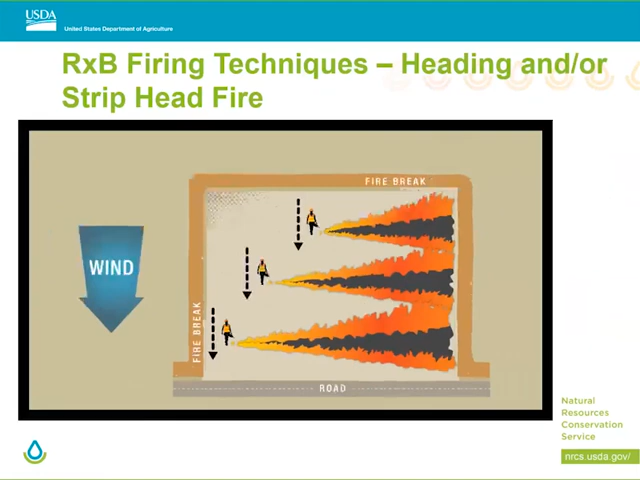 USDA
United States Department of Agriculture
RxB Firing Techniques – Heading and/or
Strip Head Fire
FIRE BREAK
WIND
FIRE BREAK
ROAD
Natural
Resources
Conservation
Service
nrcs.usda.gov/